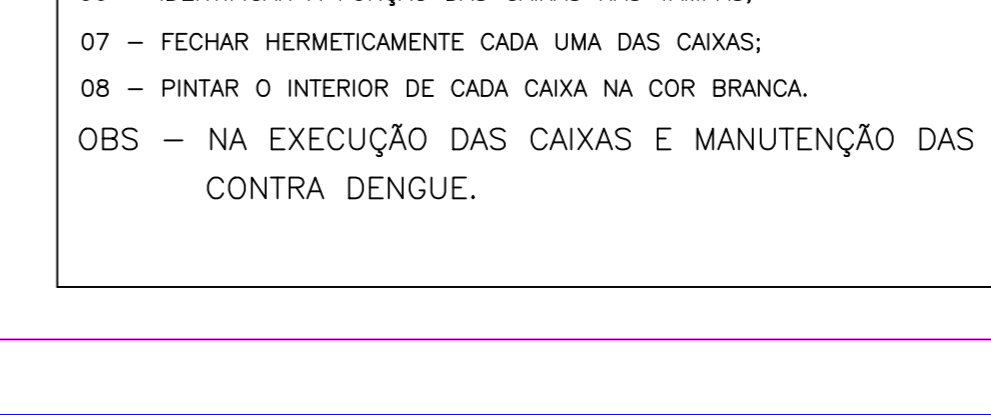 07 – FECHAR HERMETICAMENTE CADA UMA DAS CAIXAS;
08 – PINTAR O INTERIOR DE CADA CAIXA NA COR BRANCA.
OBS – NA EXECUÇÃO DAS CAIXAS E MANUTENÇÃO DAS
CONTRA DENGUE.